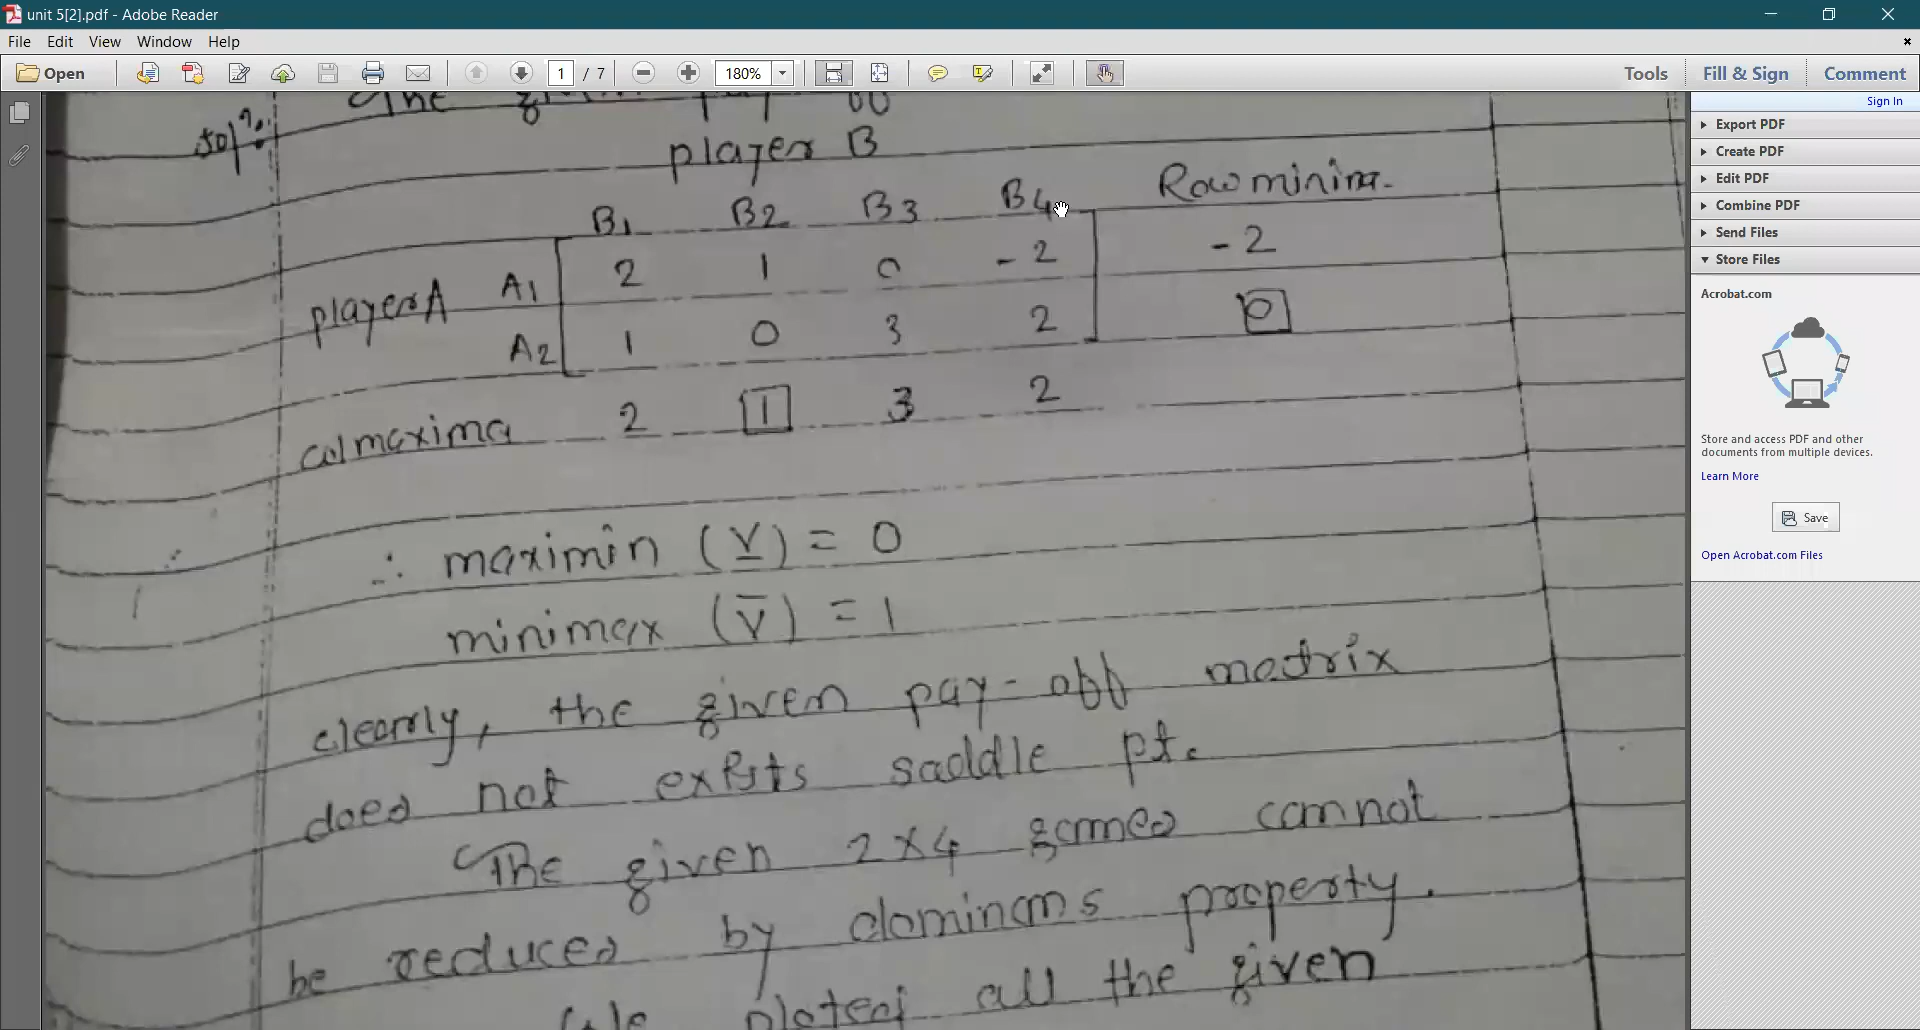 unit 5[2].pdf - Adobe Reader
File Edit View Window Help
Open 1 / 7 180% Tools Fill & Sign Comment
Sign In
Export PDF
Create PDF
Edit PDF
Combine PDF
Send Files
Store Files
Acrobat.com
Store and access PDF and other
documents from multiple devices.
Learn More
Save
Open Acrobat.com Files
The given pay
player B
B1 B2 B3 B4 Row minima.
player A A1 2 1 0 -2 -2
A2 1 0 3 2 0
col maxima 2 1 3 2
∴ maximin (V̲) = 0
minimax (V̅) = 1
clearly, the given pay-off matrix
does not exists saddle pt.
The given 2x4 games cannot
be reduced by dominans property.
all the given